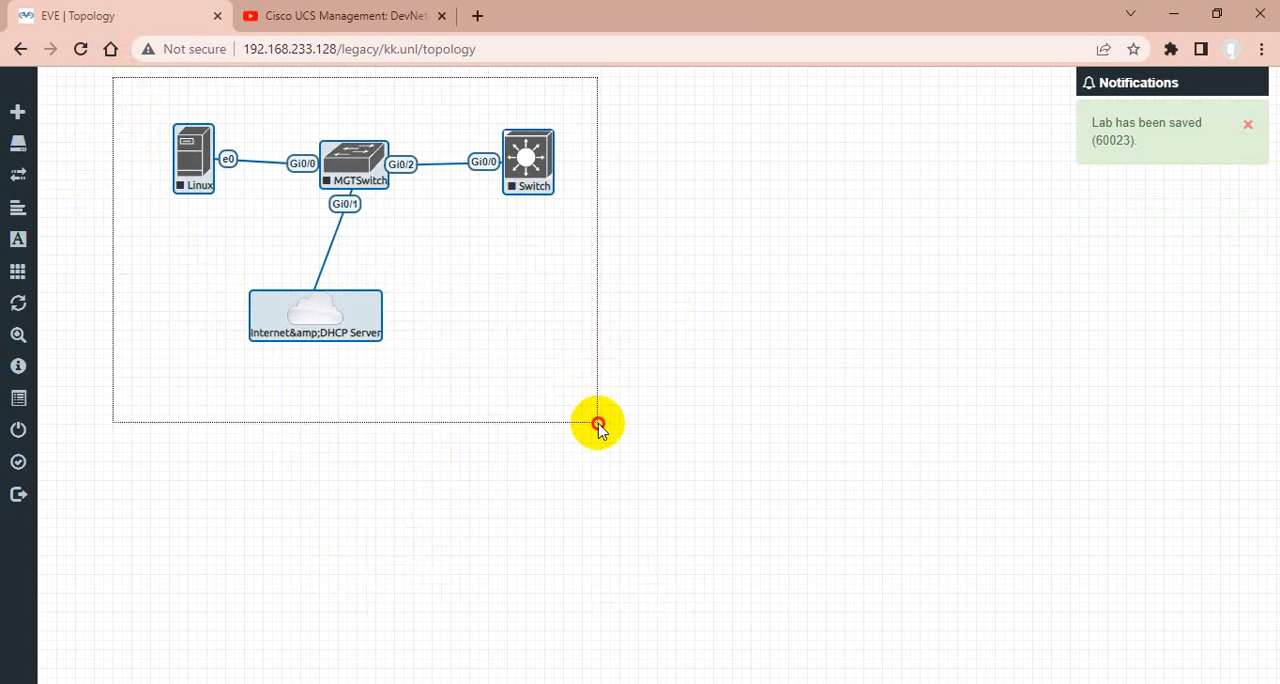 EVE | Topology
Cisco UCS Management: DevNet
Not secure
192.168.233.128/legacy/kk.unl/topology
Notifications
Lab has been saved
(60023).
e0
Gi0/0
Gi0/2
Gi0/0
Linux
MGTSwitch
Switch
Gi0/1
Internet&amp;DHCP Server
A